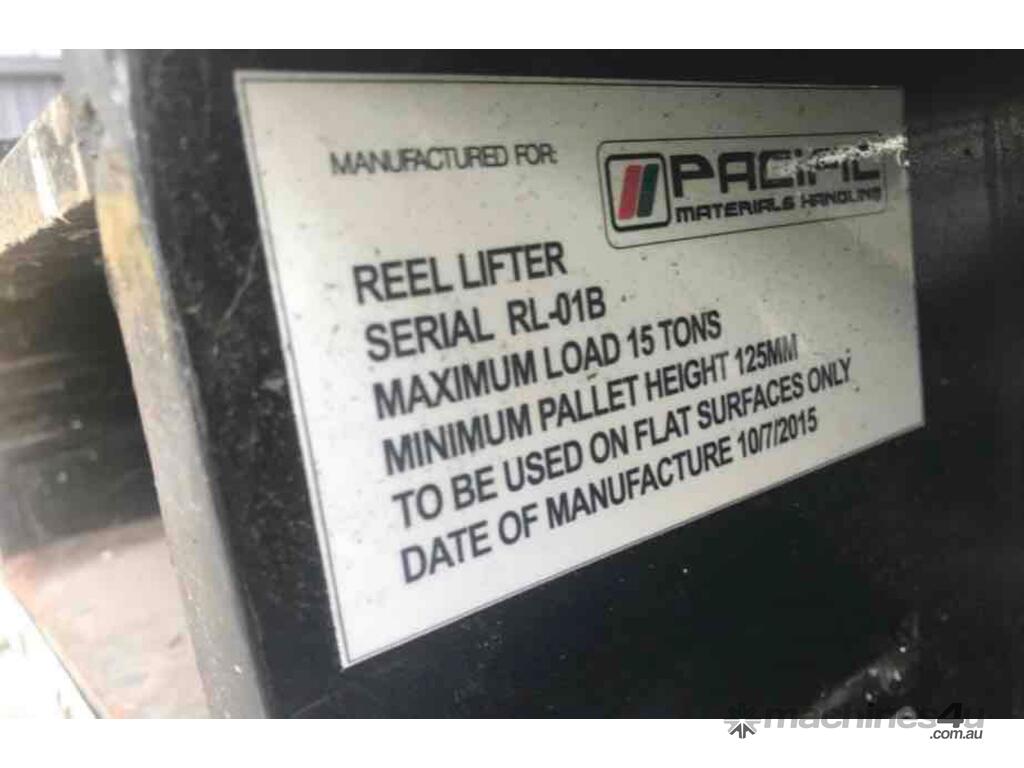 MANUFACTURED FOR:
PACIFIC
MATERIALS HANDLING
REEL LIFTER
SERIAL RL-01B
MAXIMUM LOAD 15 TONS
MINIMUM PALLET HEIGHT 125MM
TO BE USED ON FLAT SURFACES ONLY
DATE OF MANUFACTURE 10/7/2015
machines4u
.com.au